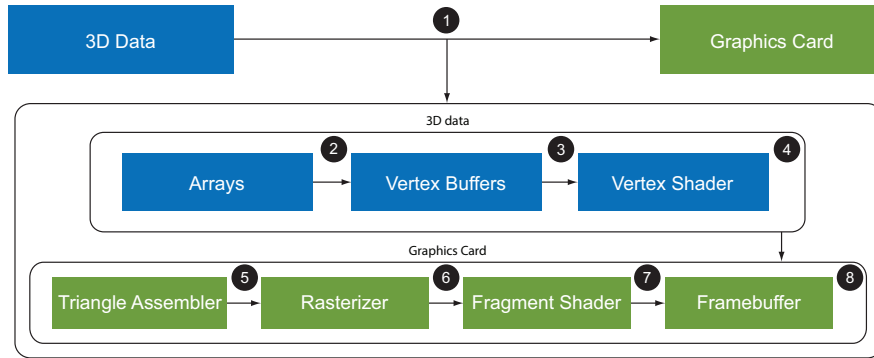 1
3D Data
Graphics Card
3D data
2
3
4
Arrays
Vertex Buffers
Vertex Shader
Graphics Card
5
6
7
8
Triangle Assembler
Rasterizer
Fragment Shader
Framebuffer